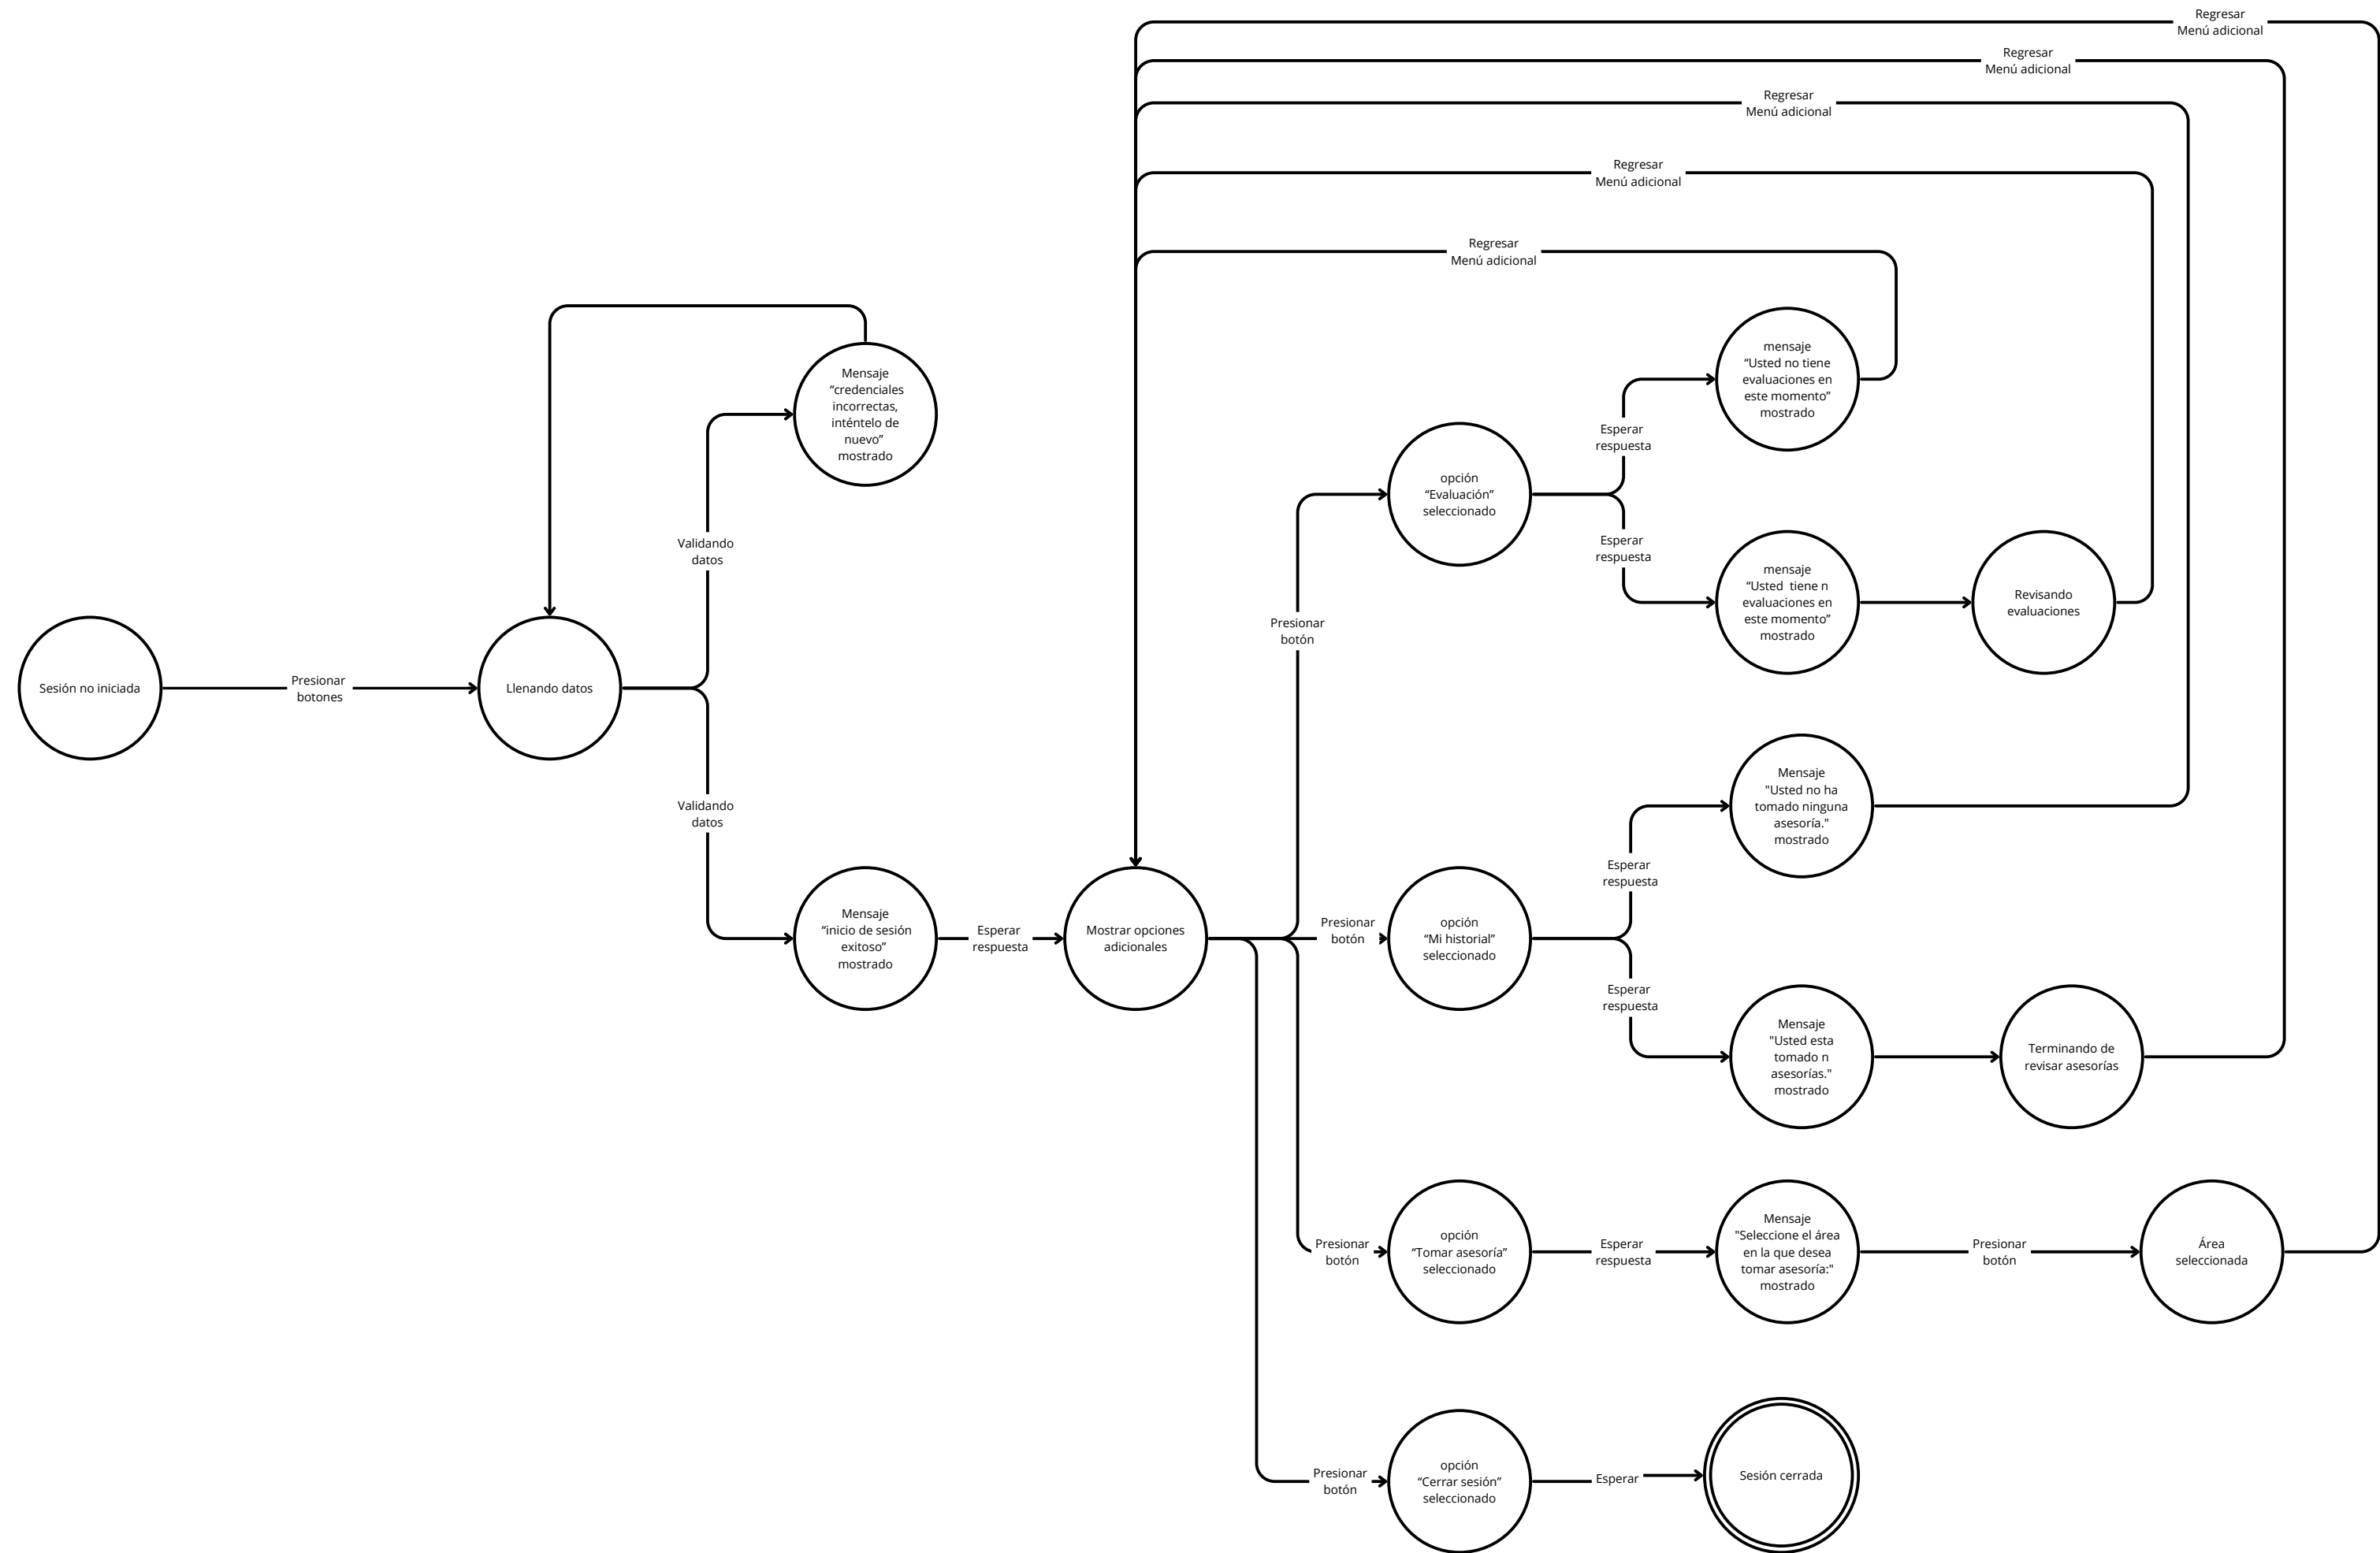 Regresar
Menú adicional
Regresar
Menú adicional
Regresar
Menú adicional
Regresar
Menú adicional
Regresar
Menú adicional
Mensaje
“credenciales
incorrectas,
inténtelo de
nuevo”
mostrado
mensaje
“Usted no tiene
evaluaciones en
este momento”
mostrado
Esperar
respuesta
opción
“Evaluación”
seleccionado
Esperar
respuesta
Validando
datos
mensaje
“Usted  tiene n
evaluaciones en
este momento”
mostrado
Revisando
evaluaciones
Presionar
botón
Sesión no iniciada
Presionar
botones
Llenando datos
Validando
datos
Mensaje
"Usted no ha
tomado ninguna
asesoría."
mostrado
Esperar
respuesta
Mensaje
“inicio de sesión
exitoso”
mostrado
Esperar
respuesta
Mostrar opciones
adicionales
Presionar
botón
opción
“Mi historial”
seleccionado
Esperar
respuesta
Mensaje
"Usted esta
tomado n
asesorías."
mostrado
Terminando de
revisar asesorías
Presionar
botón
opción
“Tomar asesoría”
seleccionado
Esperar
respuesta
Mensaje
"Seleccione el área
en la que desea
tomar asesoría:"
mostrado
Presionar
botón
Área
seleccionada
Presionar
botón
opción
“Cerrar sesión”
seleccionado
Esperar
Sesión cerrada